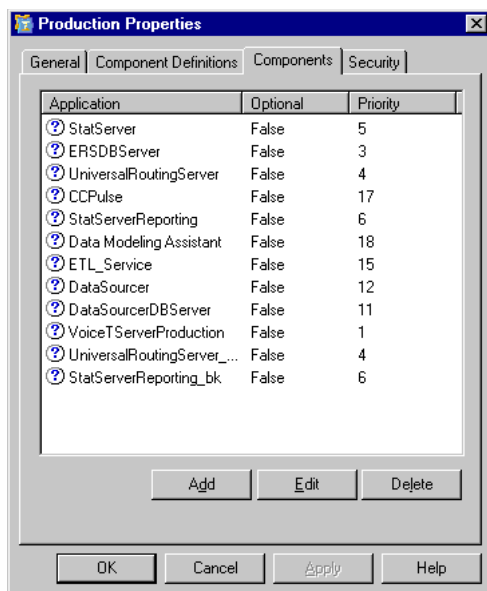 Production Properties
General Component Definitions Components Security
Application Optional Priority
StatServer False 5
ERSDBServer False 3
UniversalRoutingServer False 4
CCPulse False 17
StatServerReporting False 6
Data Modeling Assistant False 18
ETL_Service False 15
DataSourcer False 12
DataSourcerDBServer False 11
VoiceTServerProduction False 1
UniversalRoutingServer_... False 4
StatServerReporting_bk False 6
Add Edit Delete
OK Cancel Apply Help